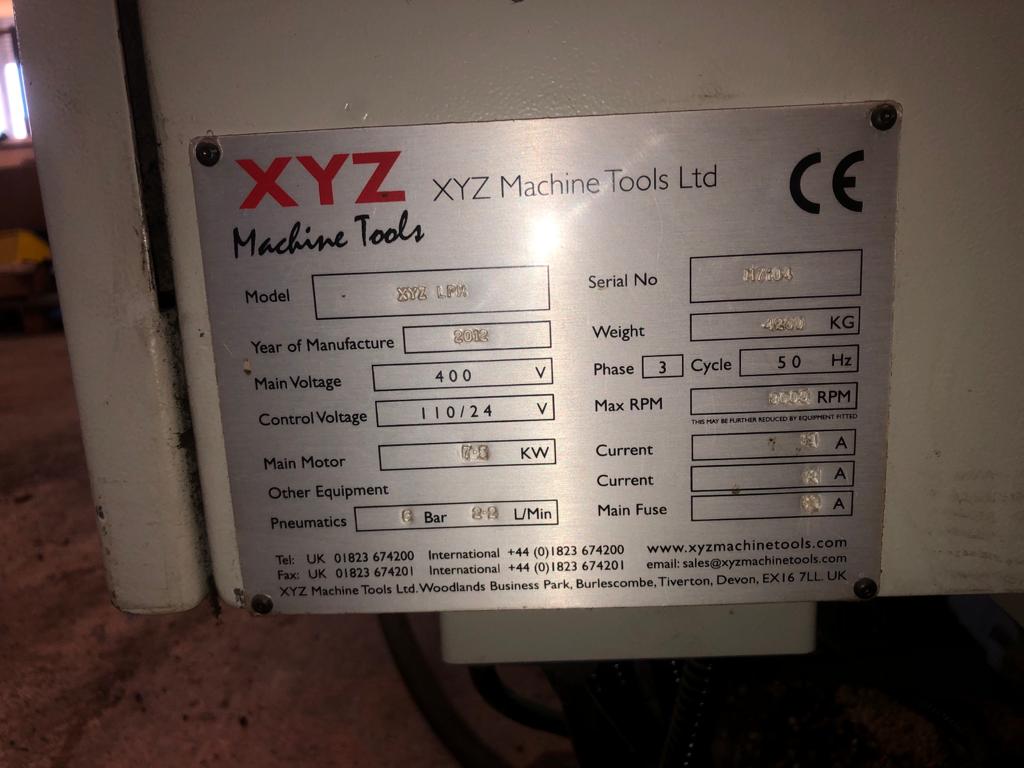 XYZ
Machine Tools
XYZ Machine Tools Ltd
CE
Model XYZ LPM
Year of Manufacture 2012
Main Voltage 400 V
Control Voltage 110/24 V
Main Motor KW
Other Equipment
Pneumatics 6 Bar L/Min
Serial No
Weight KG
Phase 3 Cycle 50 Hz
Max RPM RPM
THIS MAY BE FURTHER REDUCED BY EQUIPMENT FITTED
Current A
Current A
Main Fuse A
Tel: UK 01823 674200 International +44 (0)1823 674200 www.xyzmachinetools.com
Fax: UK 01823 674201 International +44 (0)1823 674201 email: sales@xyzmachinetools.com
XYZ Machine Tools Ltd. Woodlands Business Park, Burlescombe, Tiverton, Devon, EX16 7LL. UK